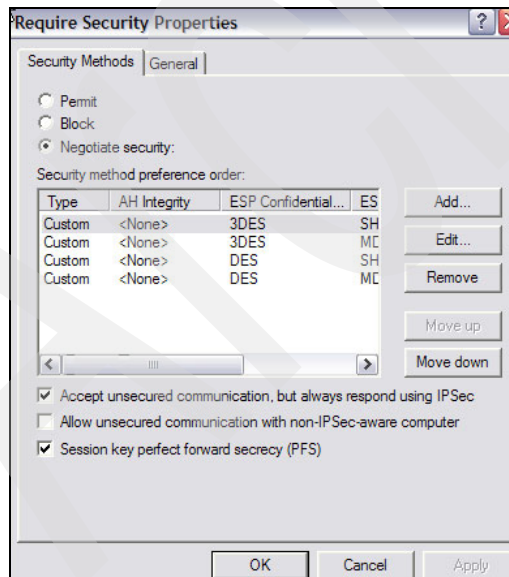 Require Security Properties
Security Methods General
Permit
Block
Negotiate security:
Security method preference order:
Type AH Integrity ESP Confidential... ES
Custom <None> 3DES SH
Custom <None> 3DES MD
Custom <None> DES SH
Custom <None> DES MD
Add...
Edit...
Remove
Move up
Move down
Accept unsecured communication, but always respond using IPSec
Allow unsecured communication with non-IPSec-aware computer
Session key perfect forward secrecy (PFS)
OK Cancel Apply